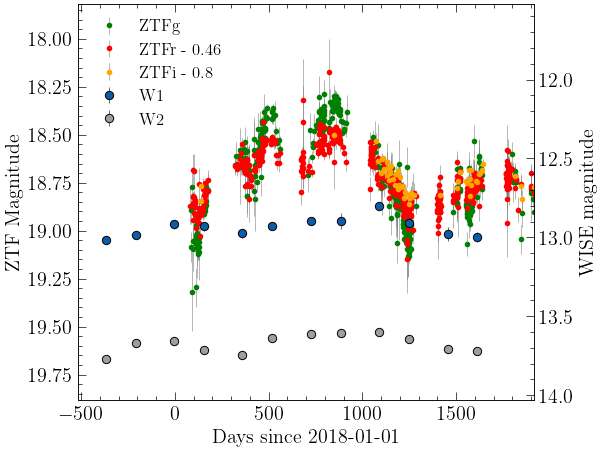 ZTFg
ZTFr - 0.46
ZTFi - 0.8
W1
W2
ZTF Magnitude
18.00
18.25
18.50
18.75
19.00
19.25
19.50
19.75
12.0
12.5
13.0
13.5
14.0
WISE magnitude
−500 0 500 1000 1500
Days since 2018-01-01